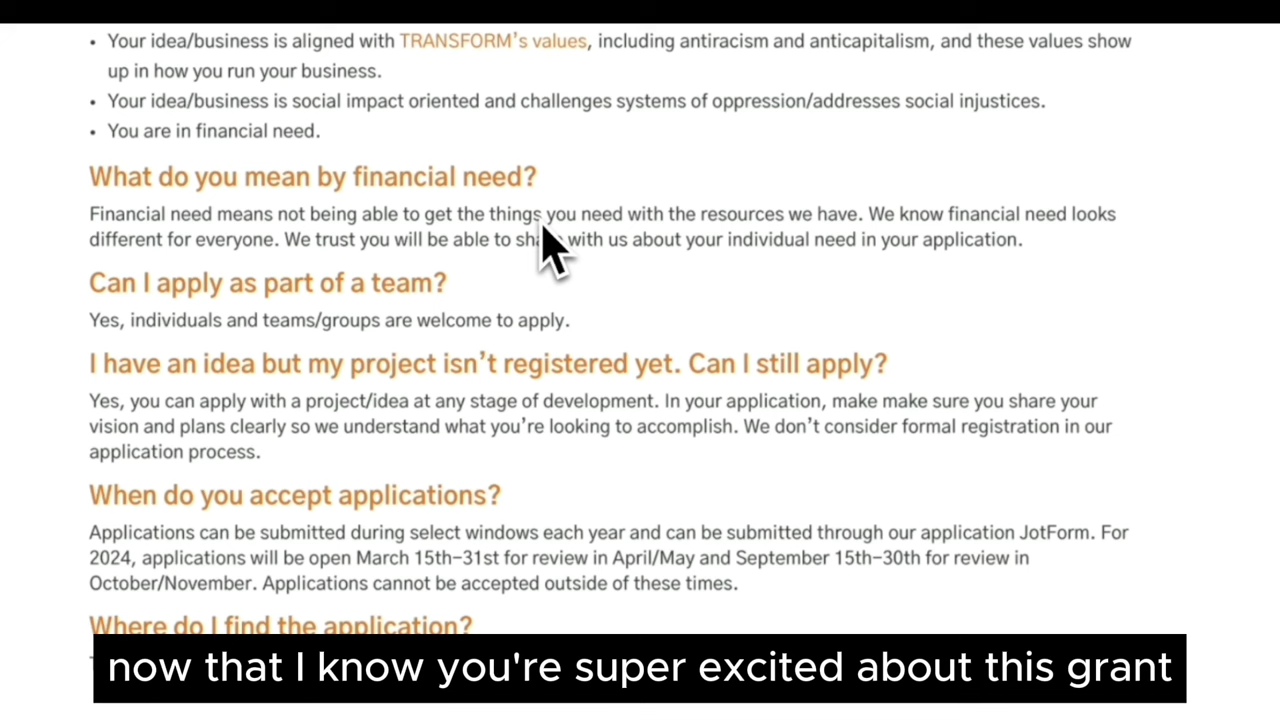 • Your idea/business is aligned with TRANSFORM's values, including antiracism and anticapitalism, and these values show
up in how you run your business.
• Your idea/business is social impact oriented and challenges systems of oppression/addresses social injustices.
• You are in financial need.
What do you mean by financial need?
Financial need means not being able to get the things you need with the resources we have. We know financial need looks
different for everyone. We trust you will be able to with us about your individual need in your application.
Can I apply as part of a team?
Yes, individuals and teams/groups are welcome to apply.
I have an idea but my project isn't registered yet. Can I still apply?
Yes, you can apply with a project/idea at any stage of development. In your application, make make sure you share your
vision and plans clearly so we understand what you're looking to accomplish. We don't consider formal registration in our
application process.
When do you accept applications?
Applications can be submitted during select windows each year and can be submitted through our application JotForm. For
2024, applications will be open March 15th–31st for review in April/May and September 15th–30th for review in
October/November. Applications cannot be accepted outside of these times.
Where do I find the application?
now that I know you're super excited about this grant